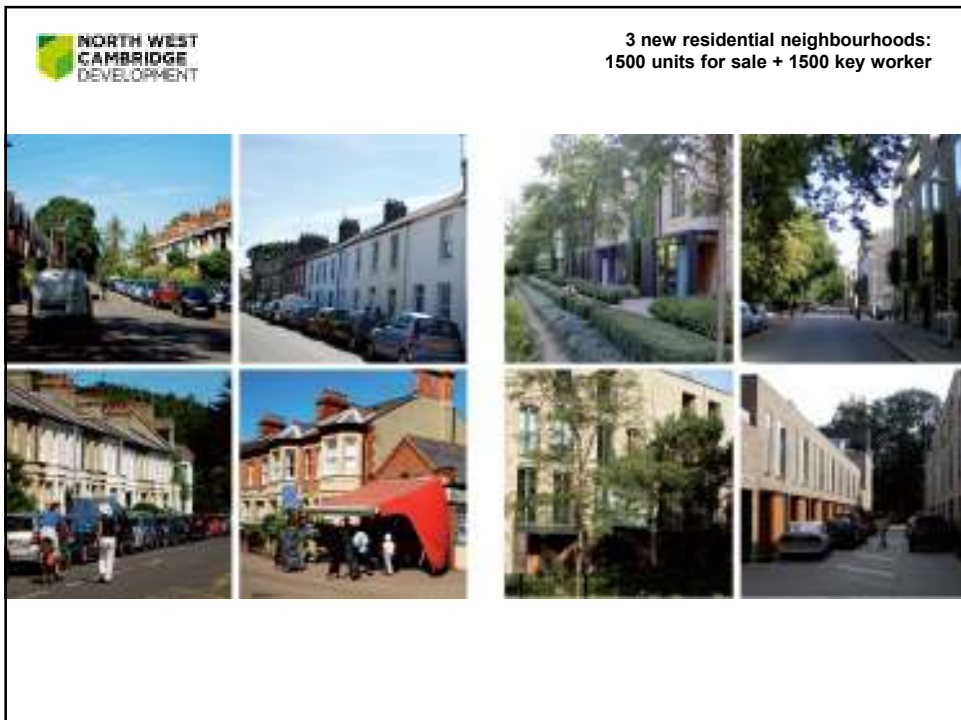 NORTH WEST
CAMBRIDGE
DEVELOPMENT
3 new residential neighbourhoods:
1500 units for sale + 1500 key worker